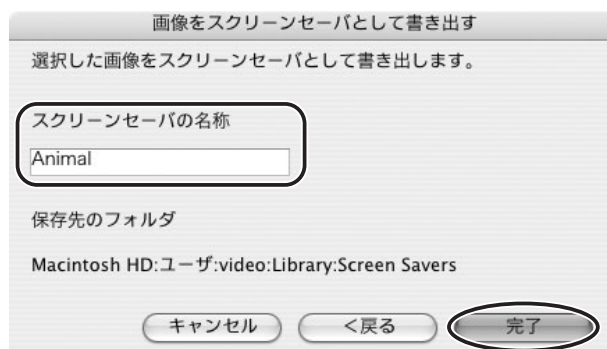 画像をスクリーンセーバとして書き出す
選択した画像をスクリーンセーバとして書き出します。
スクリーンセーバの名称
Animal
保存先のフォルダ
Macintosh HD:ユーザ:video:Library:Screen Savers
キャンセル <戻る 完了